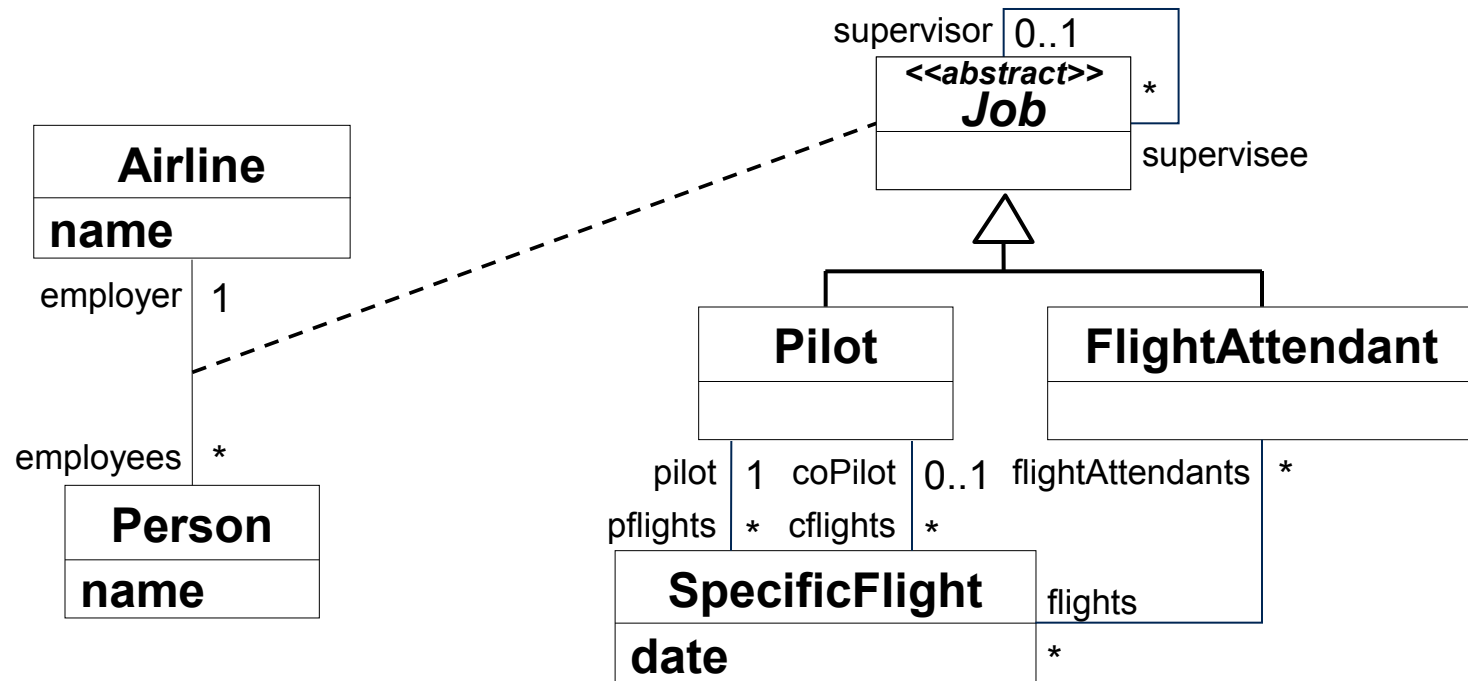 supervisor 0..1
<<abstract>>
Job
*
supervisee
Airline
name
employer 1
employees *
Person
name
Pilot
FlightAttendant
pilot 1 coPilot 0..1 flightAttendants *
pflights * cflights *
SpecificFlight
date
flights
*